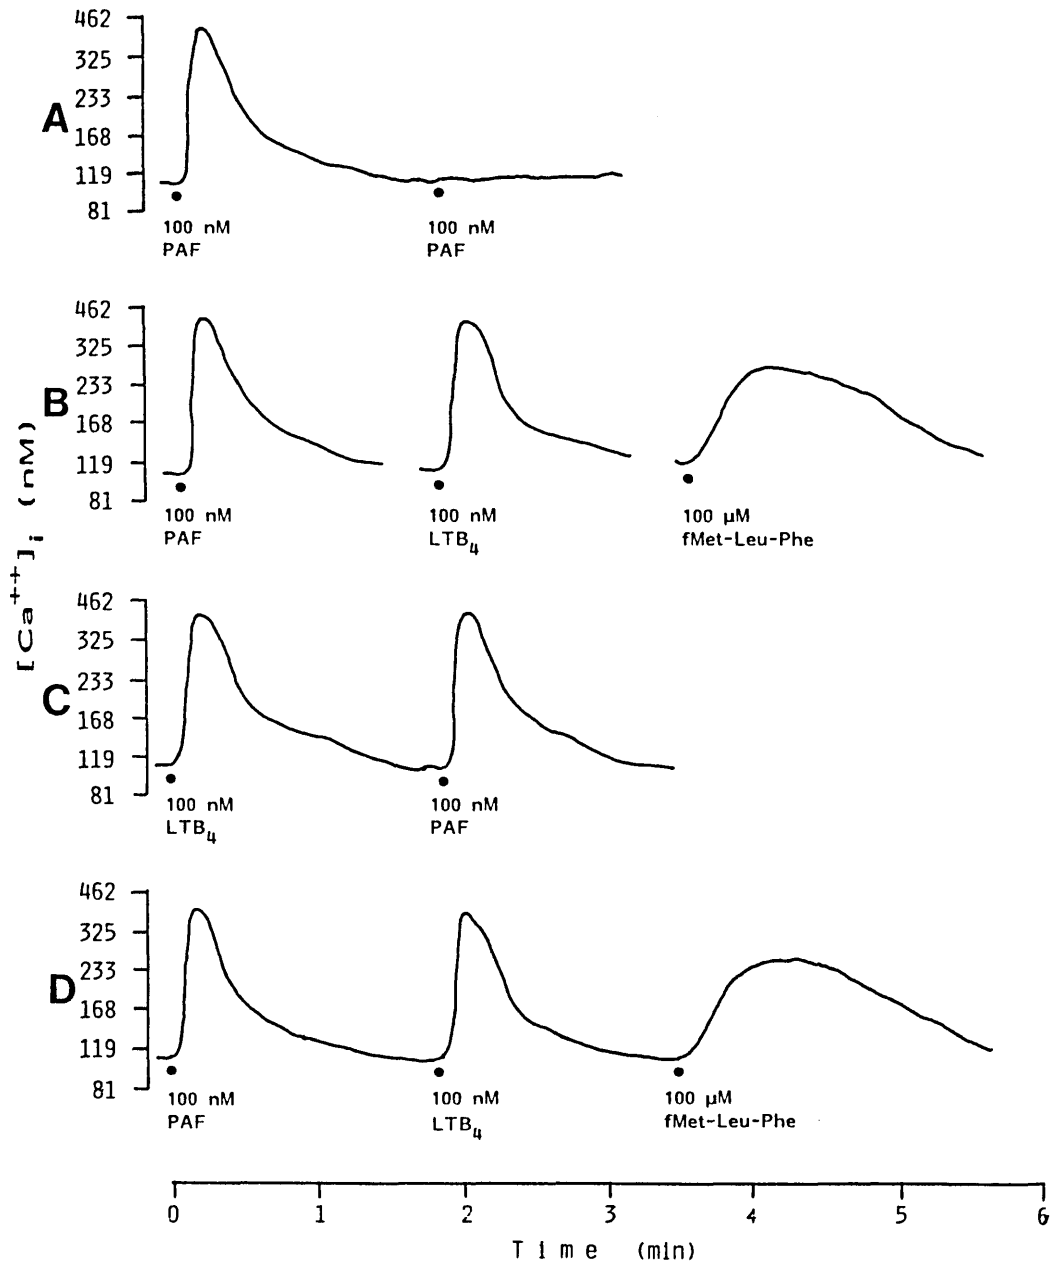 A
462
325
233
168
119
81
100 nM
PAF
100 nM
PAF
B
462
325
233
168
119
81
100 nM
PAF
100 nM
LTB4
100 µM
fMet-Leu-Phe
[Ca++]i (nM)
C
462
325
233
168
119
81
100 nM
LTB4
100 nM
PAF
D
462
325
233
168
119
81
100 nM
PAF
100 nM
LTB4
100 µM
fMet-Leu-Phe
0 1 2 3 4 5 6
Time (min)